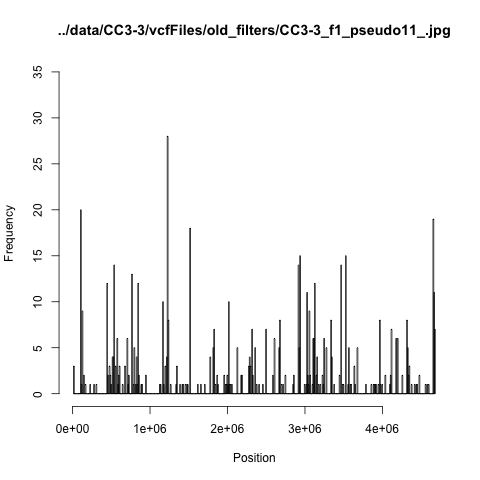 ../data/CC3-3/vcfFiles/old_filters/CC3-3_f1_pseudo11_.jpg
35
30
25
20
15
10
5
0
Frequency
0e+00 1e+06 2e+06 3e+06 4e+06
Position